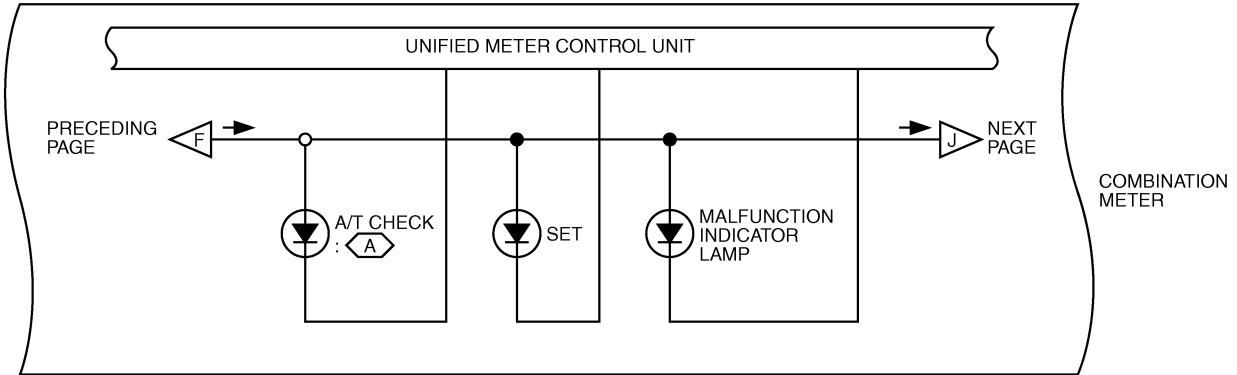 UNIFIED METER CONTROL UNIT
PRECEDING
PAGE
F
J
NEXT
PAGE
COMBINATION
METER
A/T CHECK
: A
SET
MALFUNCTION
INDICATOR
LAMP